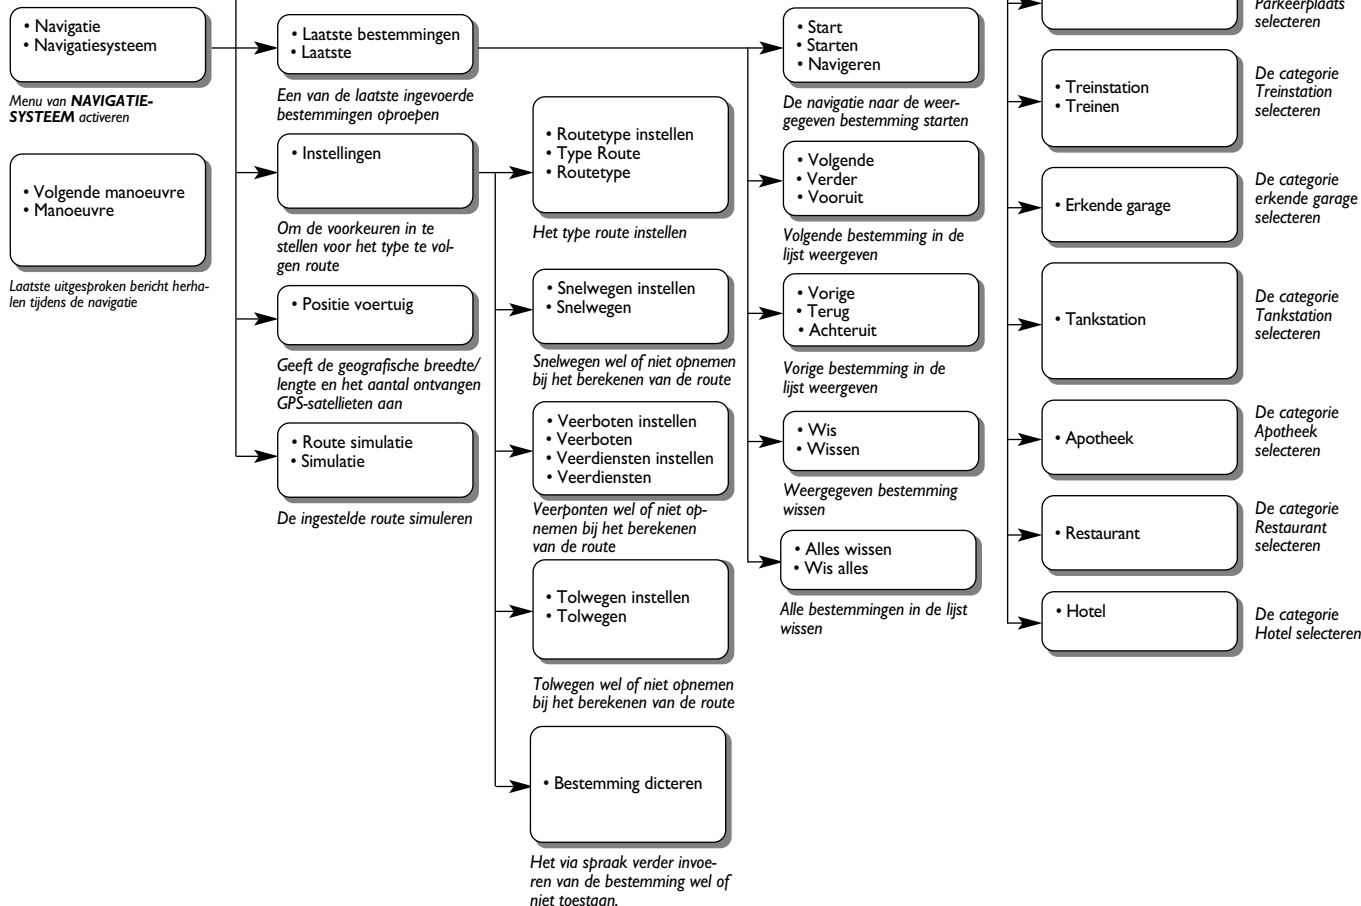 • Navigatie
• Navigatiesysteem
Menu van NAVIGATIE-
SYSTEEM activeren
• Volgende manoeuvre
• Manoeuvre
Laatste uitgesproken bericht herha-
len tijdens de navigatie
• Laatste bestemmingen
• Laatste
Een van de laatste ingevoerde
bestemmingen oproepen
• Instellingen
Om de voorkeuren in te
stellen voor het type te vol-
gen route
• Positie voertuig
Geeft de geografische breedte/
lengte en het aantal ontvangen
GPS-satellieten aan
• Route simulatie
• Simulatie
De ingestelde route simuleren
• Routetype instellen
• Type Route
• Routetype
Het type route instellen
• Snelwegen instellen
• Snelwegen
Snelwegen wel of niet opnemen
bij het berekenen van de route
• Veerboten instellen
• Veerboten
• Veerdiensten instellen
• Veerdiensten
Veerponten wel of niet op-
nemen bij het berekenen
van de route
• Tolwegen instellen
• Tolwegen
Tolwegen wel of niet opnemen
bij het berekenen van de route
• Bestemming dicteren
Het via spraak verder invoe-
ren van de bestemming wel of
niet toestaan.
• Start
• Starten
• Navigeren
De navigatie naar de weer-
gegeven bestemming starten
• Volgende
• Verder
• Vooruit
Volgende bestemming in de
lijst weergeven
• Vorige
• Terug
• Achteruit
Vorige bestemming in de
lijst weergeven
• Wis
• Wissen
Weergegeven bestemming
wissen
• Alles wissen
• Wis alles
Alle bestemmingen in de lijst
wissen
Parkeerplaats
selecteren
• Treinstation
• Treinen
De categorie
Treinstation
selecteren
• Erkende garage
De categorie
erkende garage
selecteren
• Tankstation
De categorie
Tankstation
selecteren
• Apotheek
De categorie
Apotheek
selecteren
• Restaurant
De categorie
Restaurant
selecteren
• Hotel
De categorie
Hotel selecteren